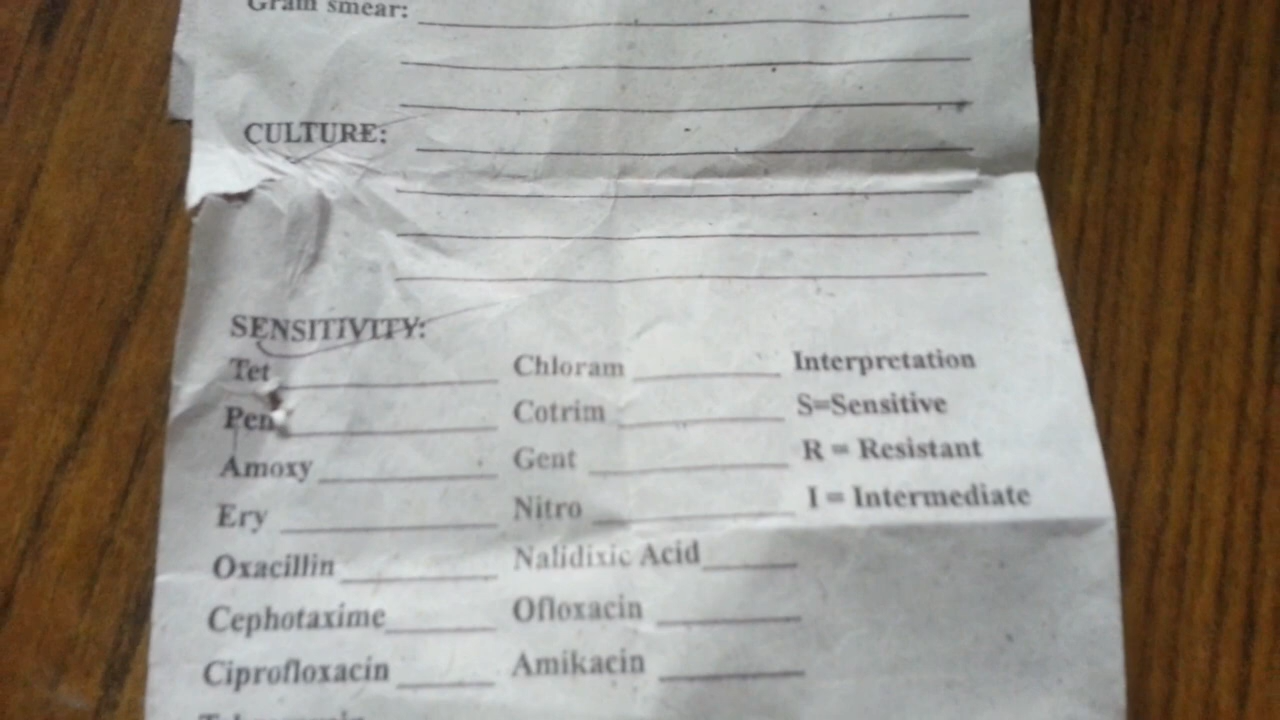 Gram smear:
CULTURE:
SENSITIVITY:
Tet Chloram Interpretation
Pen Cotrim S=Sensitive
Amoxy Gent R = Resistant
Ery Nitro I = Intermediate
Oxacillin Nalidixic Acid
Cephotaxime Ofloxacin
Ciprofloxacin Amikacin